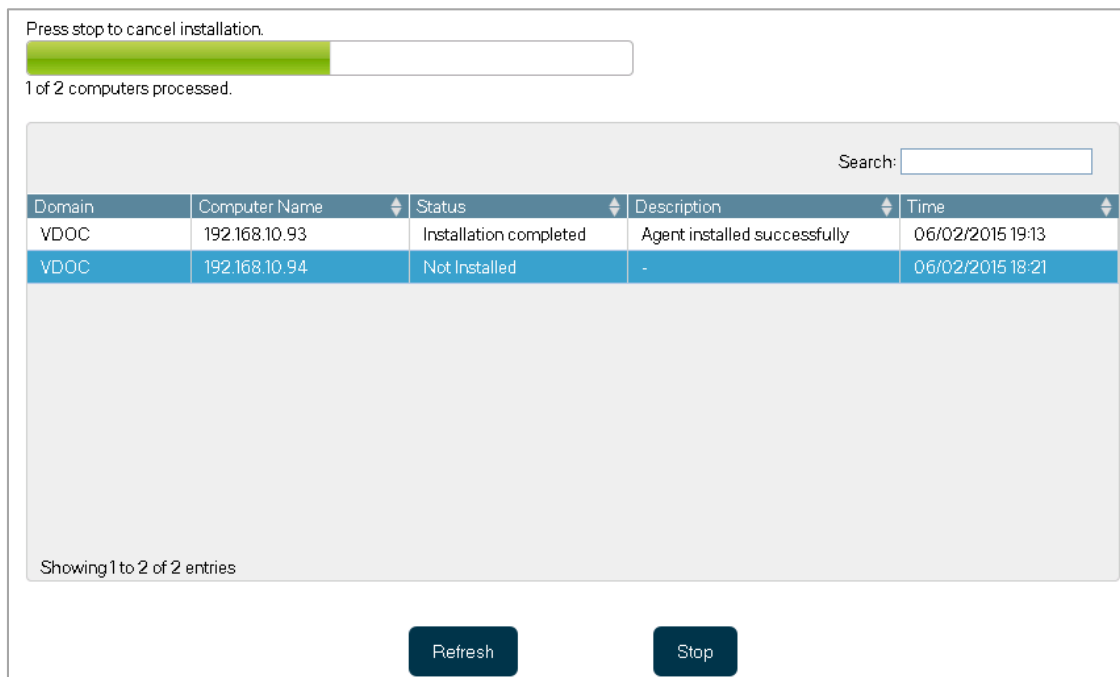 Press stop to cancel installation.
1 of 2 computers processed.
Search:
Domain Computer Name Status Description Time
VDOC 192.168.10.93 Installation completed Agent installed successfully 06/02/2015 19:13
VDOC 192.168.10.94 Not Installed - 06/02/2015 18:21
Showing 1 to 2 of 2 entries
Refresh Stop